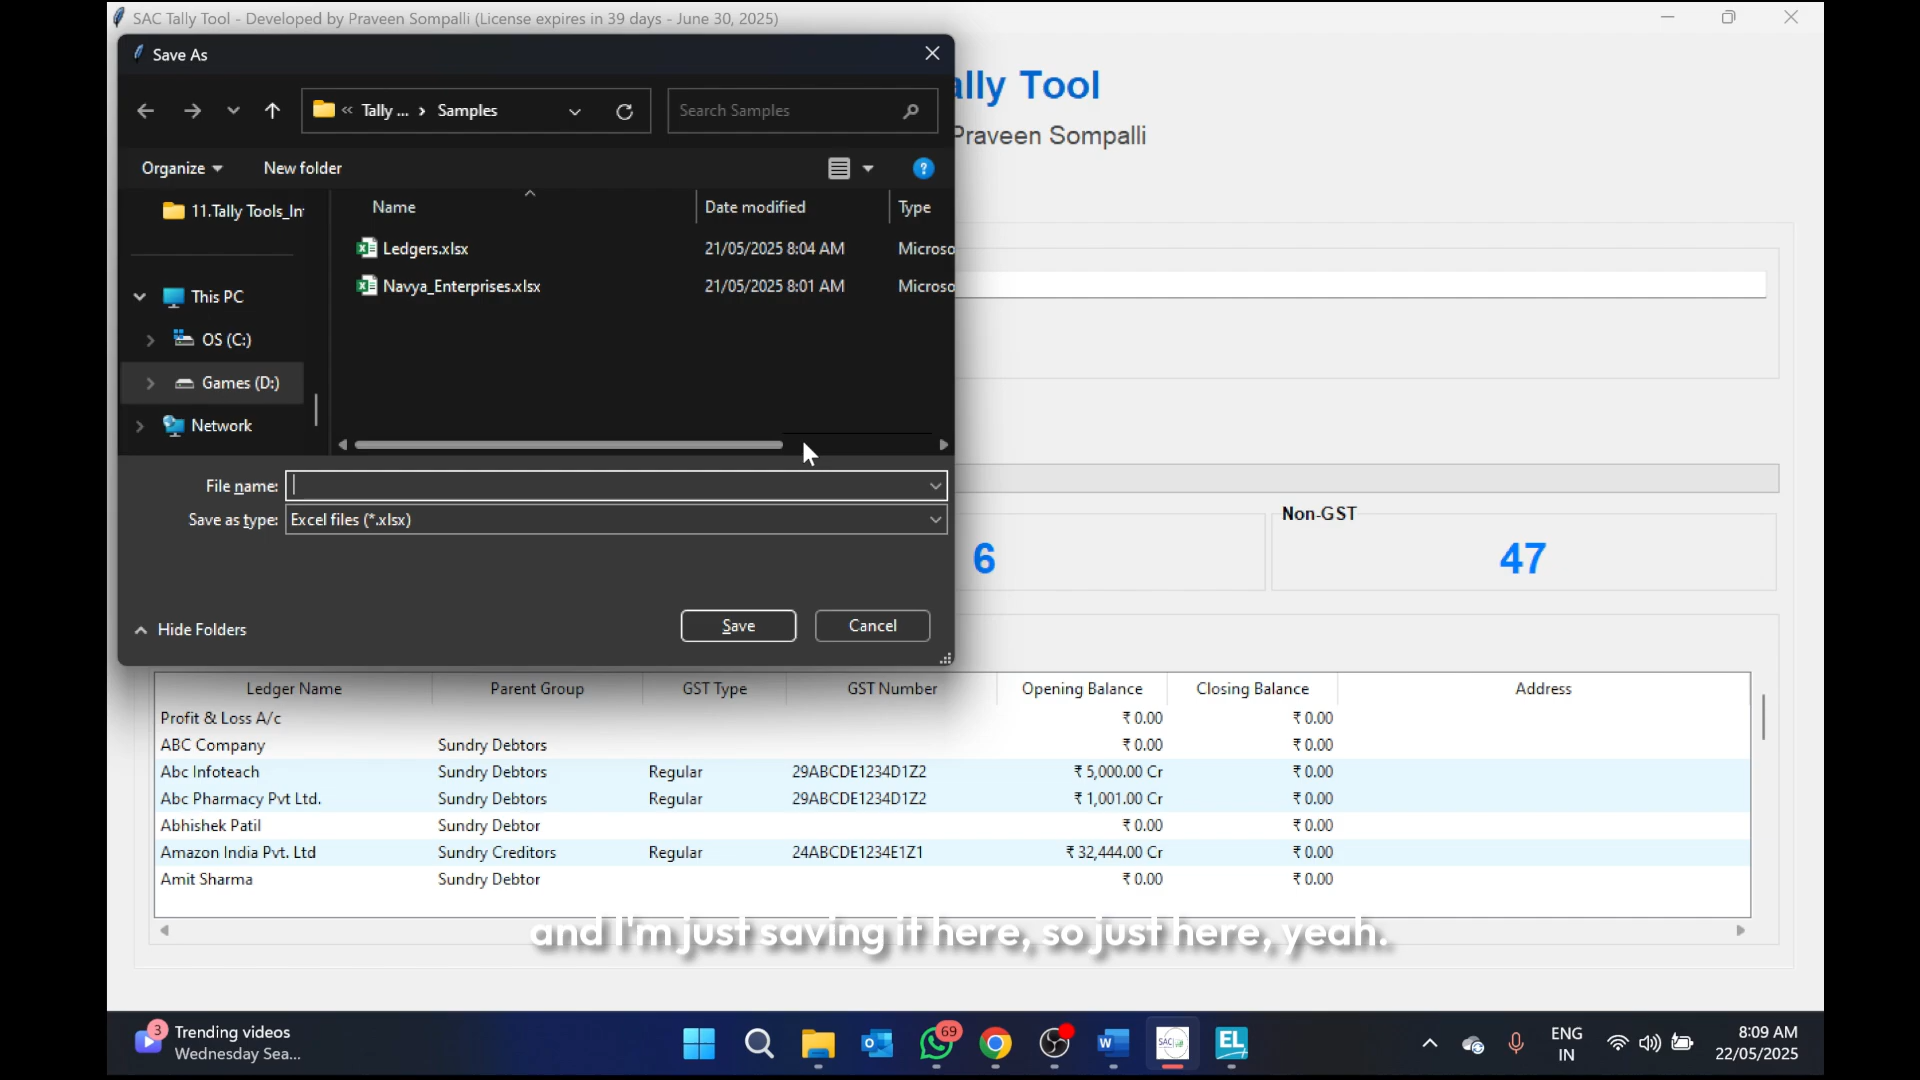 SAC Tally Tool - Developed by Praveen Sompalli (License expires in 39 days - June 30, 2025)
Save As
ally Tool
Praveen Sompalli
« Tally ... › Samples
Search Samples
Organize
New folder
?
11.Tally Tools_In
This PC
OS (C:)
Games (D:)
Network
Name Date modified Type
Ledgers.xlsx 21/05/2025 8:04 AM Microso
Navya_Enterprises.xlsx 21/05/2025 8:01 AM Microso
File name:
Save as type: Excel files (*.xlsx)
Hide Folders
Save
Cancel
6
Non-GST
47
Ledger Name Parent Group GST Type GST Number Opening Balance Closing Balance Address
Profit & Loss A/c ₹ 0.00 ₹ 0.00
ABC Company Sundry Debtors ₹ 0.00 ₹ 0.00
Abc Infoteach Sundry Debtors Regular 29ABCDE1234D1Z2 ₹ 5,000.00 Cr ₹ 0.00
Abc Pharmacy Pvt Ltd. Sundry Debtors Regular 29ABCDE1234D1Z2 ₹ 1,001.00 Cr ₹ 0.00
Abhishek Patil Sundry Debtor ₹ 0.00 ₹ 0.00
Amazon India Pvt. Ltd Sundry Creditors Regular 24ABCDE1234E1Z1 ₹ 32,444.00 Cr ₹ 0.00
Amit Sharma Sundry Debtor ₹ 0.00 ₹ 0.00
and I'm just saving it here, so just here, yeah.
3
Trending videos
Wednesday Sea...
69
W
SAC
EL
ENG
IN
8:09 AM
22/05/2025